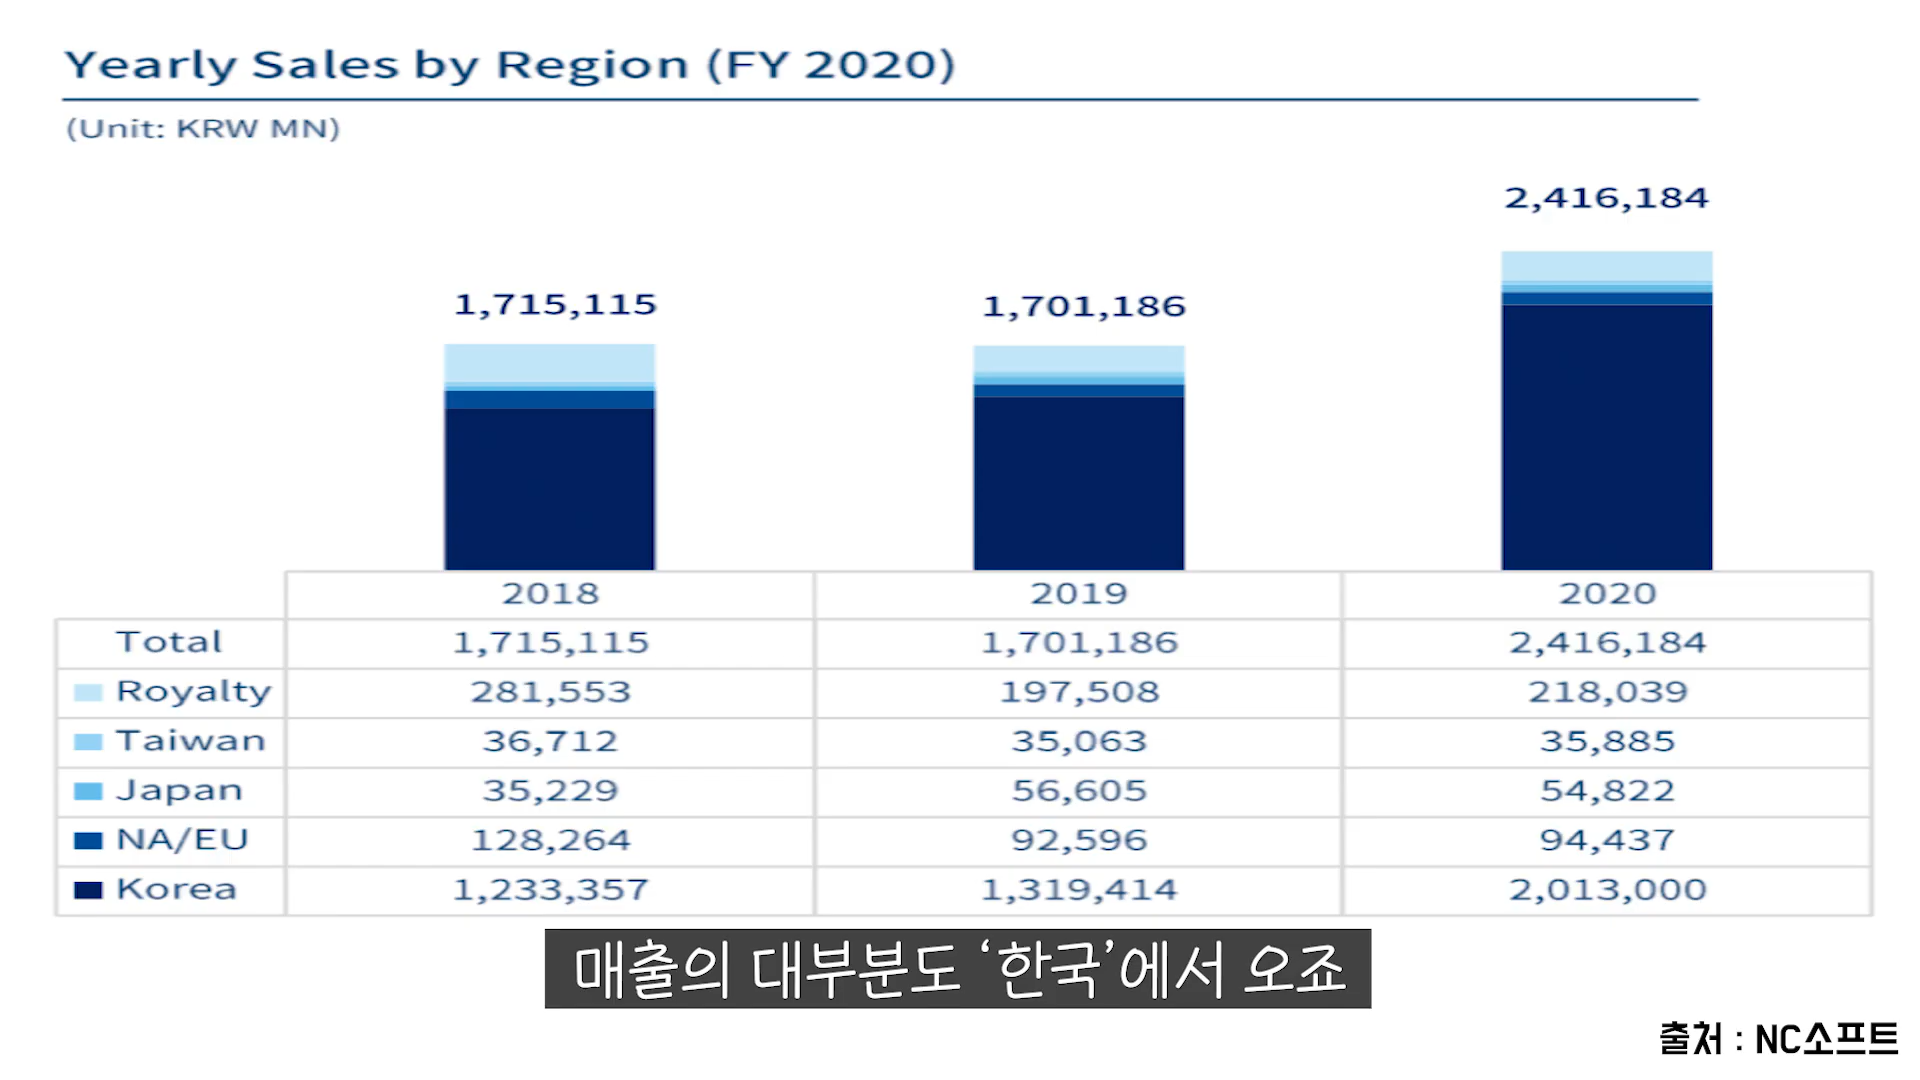 Yearly Sales by Region (FY 2020)
(Unit: KRW MN)
2,416,184
1,715,115
1,701,186
2018 2019 2020
Total 1,715,115 1,701,186 2,416,184
Royalty 281,553 197,508 218,039
Taiwan 36,712 35,063 35,885
Japan 35,229 56,605 54,822
NA/EU 128,264 92,596 94,437
Korea 1,233,357 1,319,414 2,013,000
매출의 대부분도 ‘한국’에서 오죠
출처 : NC소프트